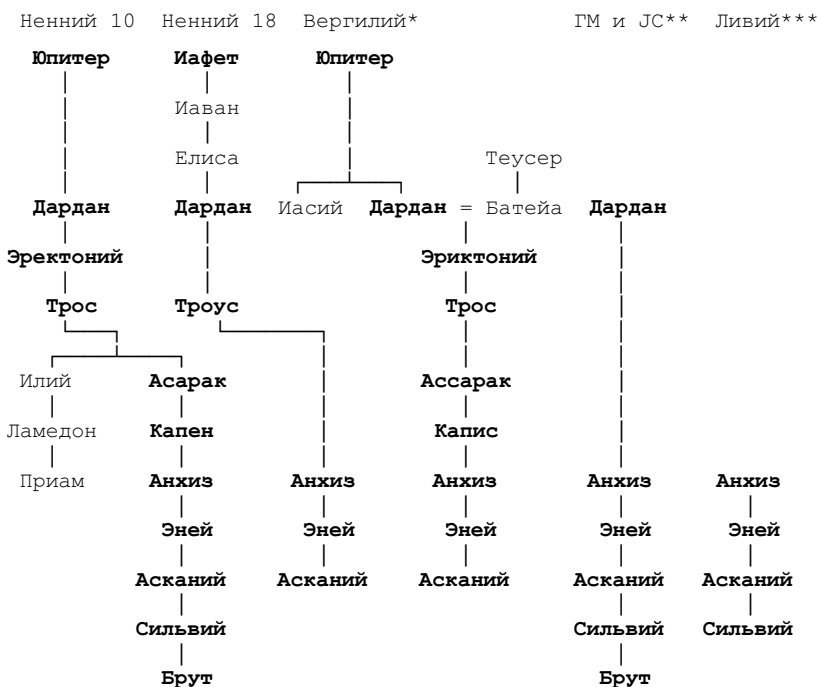 Ненний 10 Ненний 18 Вергилий* ГМ и JC** Ливий***
Юпитер Иафет Юпитер
Иаван
Елиса Теусер
Дардан Дардан Иасий Дардан = Батейа Дардан
Эректоний Эриктоний
Трос Троус Трос
Илий Асарак Ассарак
Ламедон Капен Капис
Приам Анхиз Анхиз Анхиз Анхиз Анхиз
Эней Эней Эней Эней Эней
Асканий Асканий Асканий Асканий Асканий
Сильвий Сильвий Сильвий
Брут Брут